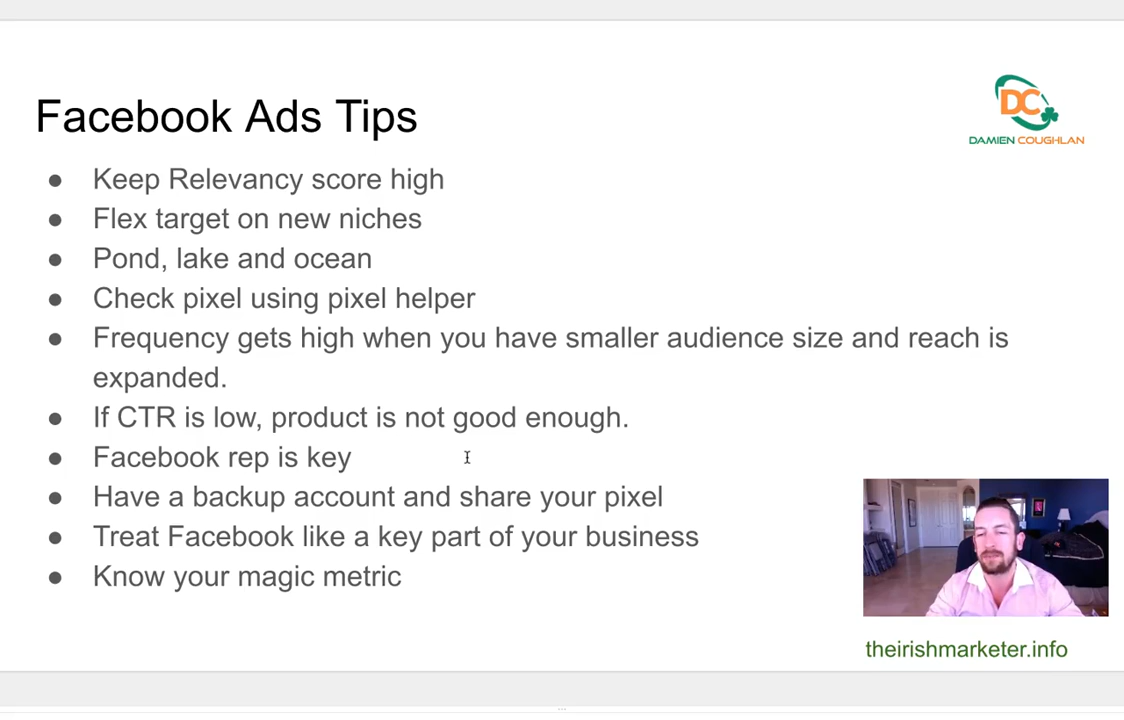 Facebook Ads Tips
DC
DAMIEN COUGHLAN
● Keep Relevancy score high
● Flex target on new niches
● Pond, lake and ocean
● Check pixel using pixel helper
● Frequency gets high when you have smaller audience size and reach is
expanded.
● If CTR is low, product is not good enough.
● Facebook rep is key
● Have a backup account and share your pixel
● Treat Facebook like a key part of your business
● Know your magic metric
theirishmarketer.info